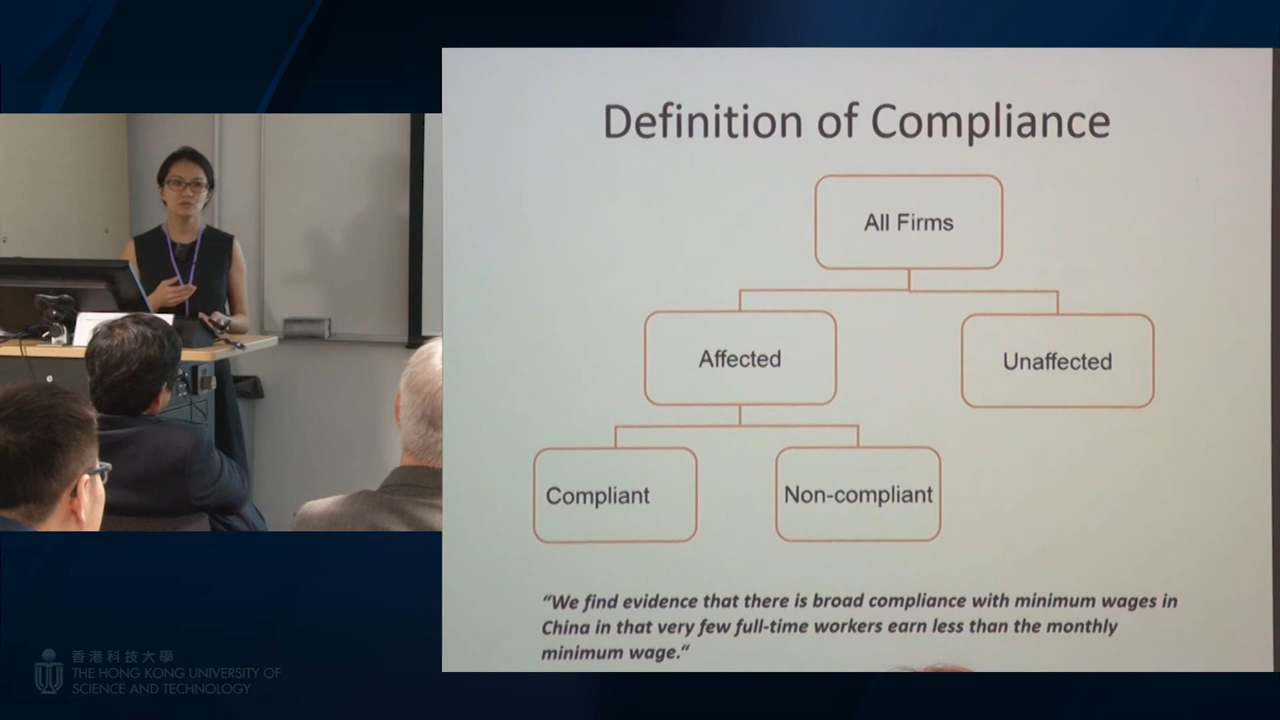 Definition of Compliance
All Firms
Affected
Unaffected
Compliant
Non-compliant
“We find evidence that there is broad compliance with minimum wages in
China in that very few full-time workers earn less than the monthly
minimum wage.“
香港科技大學
THE HONG KONG UNIVERSITY OF
SCIENCE AND TECHNOLOGY